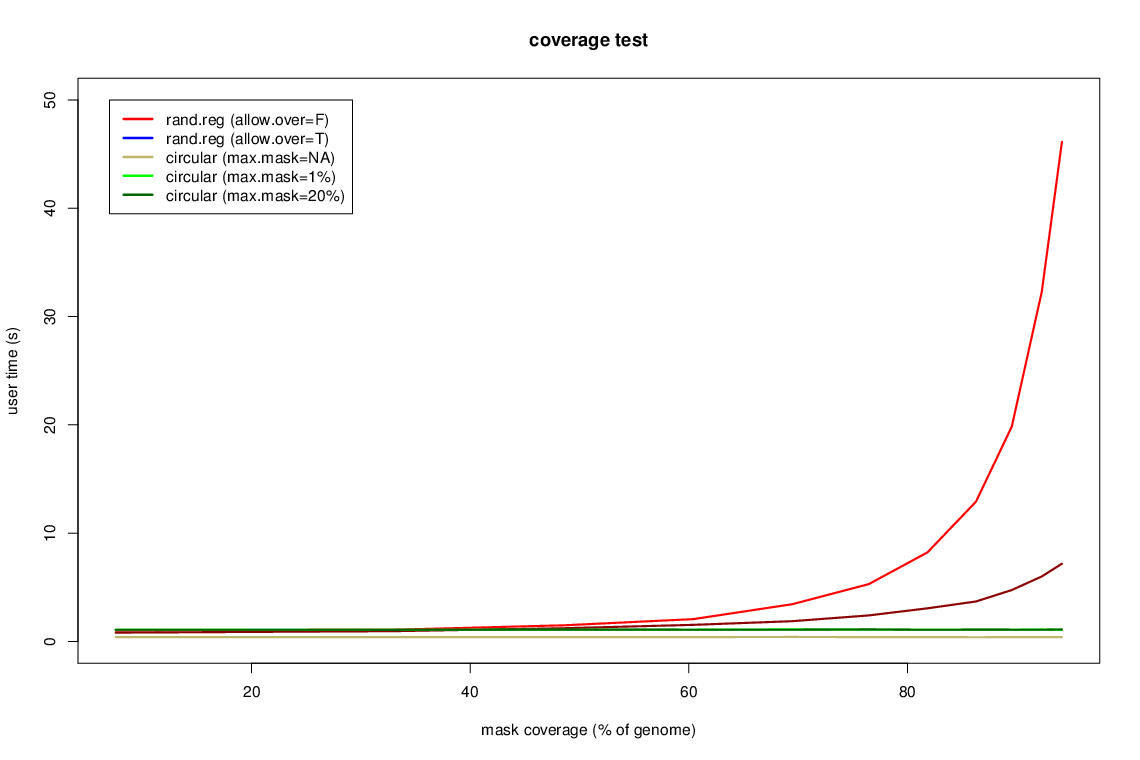 coverage test
50
40
30
20
10
0
user time (s)
rand.reg (allow.over=F)
rand.reg (allow.over=T)
circular (max.mask=NA)
circular (max.mask=1%)
circular (max.mask=20%)
20 40 60 80
mask coverage (% of genome)